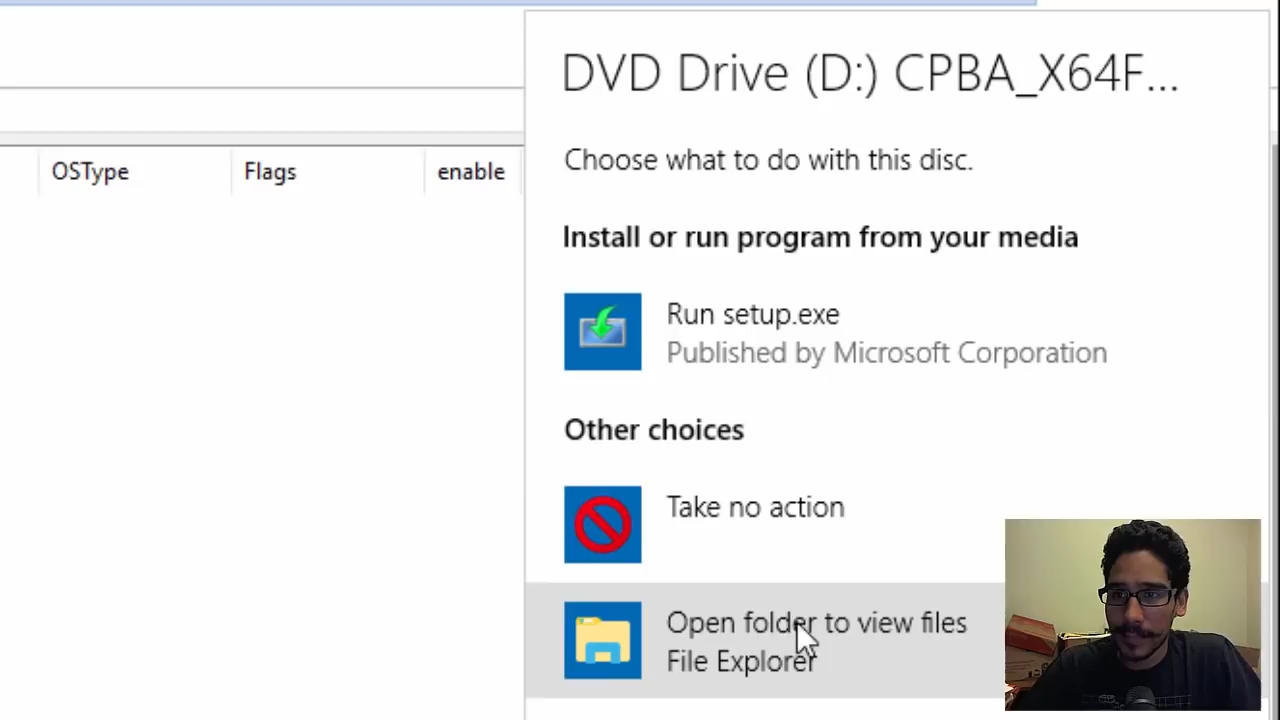 DVD Drive (D:) CPBA_X64F...
Choose what to do with this disc.
OSType Flags enable
Install or run program from your media
Run setup.exe
Published by Microsoft Corporation
Other choices
Take no action
Open folder to view files
File Explorer